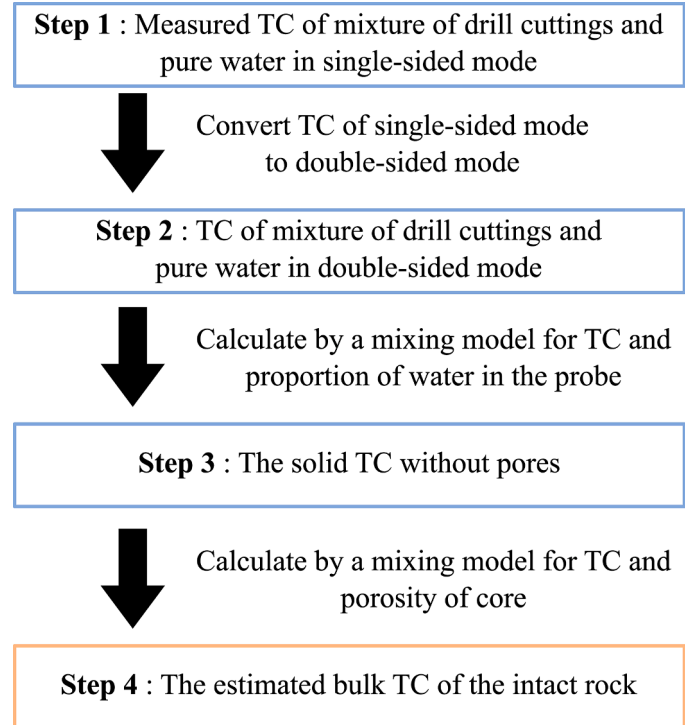 Step 1 : Measured TC of mixture of drill cuttings and
pure water in single-sided mode
Convert TC of single-sided mode
to double-sided mode
Step 2 : TC of mixture of drill cuttings and
pure water in double-sided mode
Calculate by a mixing model for TC and
proportion of water in the probe
Step 3 : The solid TC without pores
Calculate by a mixing model for TC and
porosity of core
Step 4 : The estimated bulk TC of the intact rock